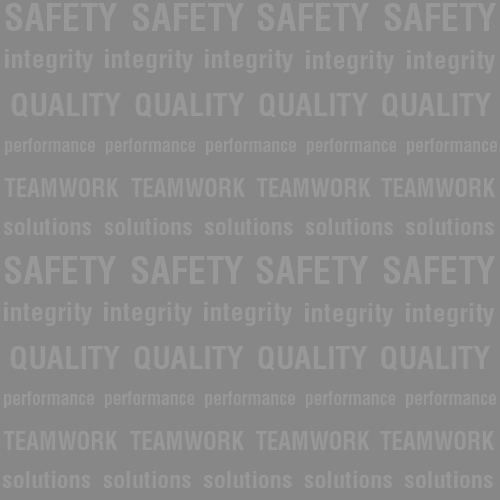 SAFETY SAFETY SAFETY SAFETY
integrity integrity integrity integrity integrity
QUALITY QUALITY QUALITY QUALITY
performance performance performance performance performance
TEAMWORK TEAMWORK TEAMWORK TEAMWORK
solutions solutions solutions solutions solutions
SAFETY SAFETY SAFETY SAFETY
integrity integrity integrity integrity integrity
QUALITY QUALITY QUALITY QUALITY
performance performance performance performance performance
TEAMWORK TEAMWORK TEAMWORK TEAMWORK
solutions solutions solutions solutions solutions